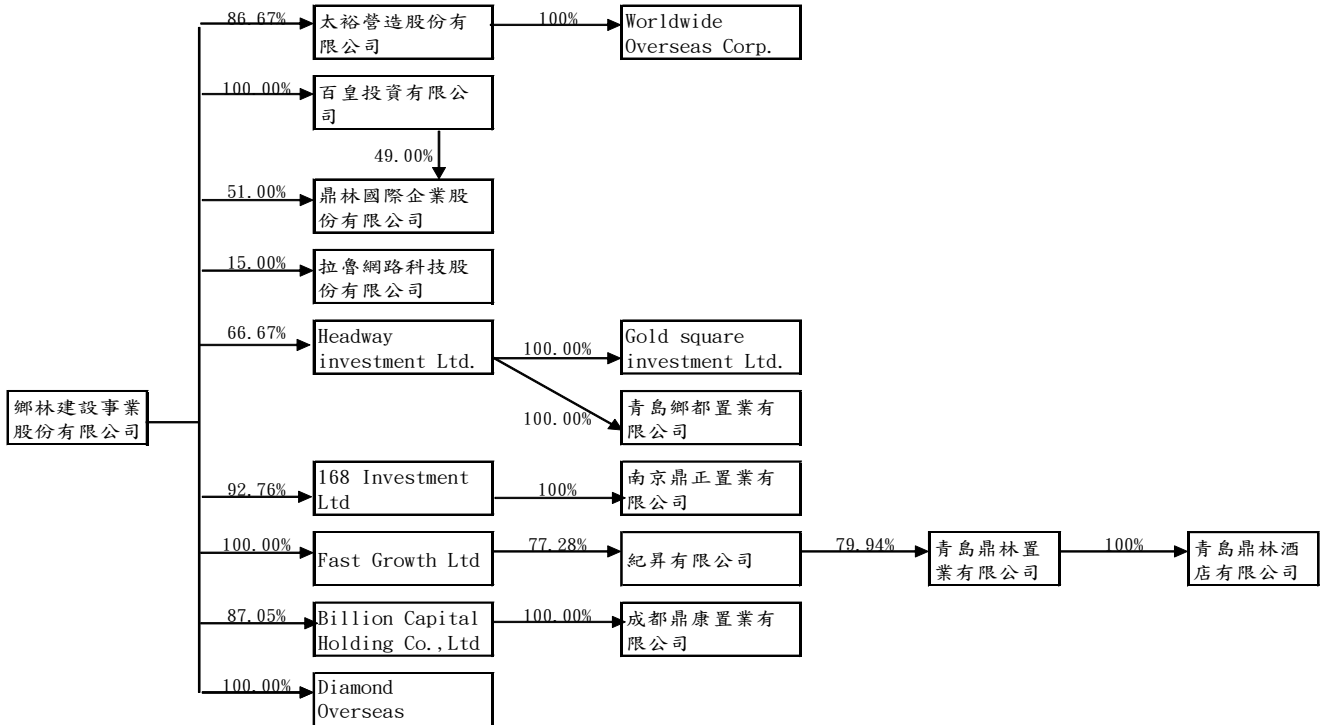 86.67%
太裕營造股份有
限公司
100%
Worldwide
Overseas Corp.
100.00%
百皇投資有限公
司
49.00%
51.00%
鼎林國際企業股
份有限公司
15.00%
拉魯網路科技股
份有限公司
66.67%
Headway
investment Ltd.
100.00%
Gold square
investment Ltd.
100.00%
青島鄉都置業有
限公司
鄉林建設事業
股份有限公司
92.76%
168 Investment
Ltd
100%
南京鼎正置業有
限公司
100.00%
Fast Growth Ltd
77.28%
紀昇有限公司
79.94%
青島鼎林置
業有限公司
100%
青島鼎林酒
店有限公司
87.05%
Billion Capital
Holding Co.,Ltd
100.00%
成都鼎康置業有
限公司
100.00%
Diamond
Overseas